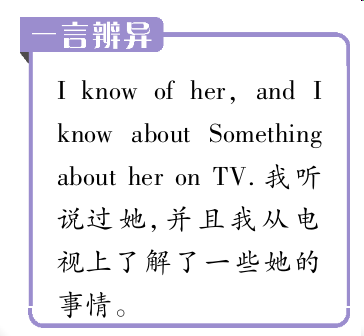 一言辨异
I know of her, and I
know about Something
about her on TV. 我听
说过她,并且我从电
视上了解了一些她的
事情。